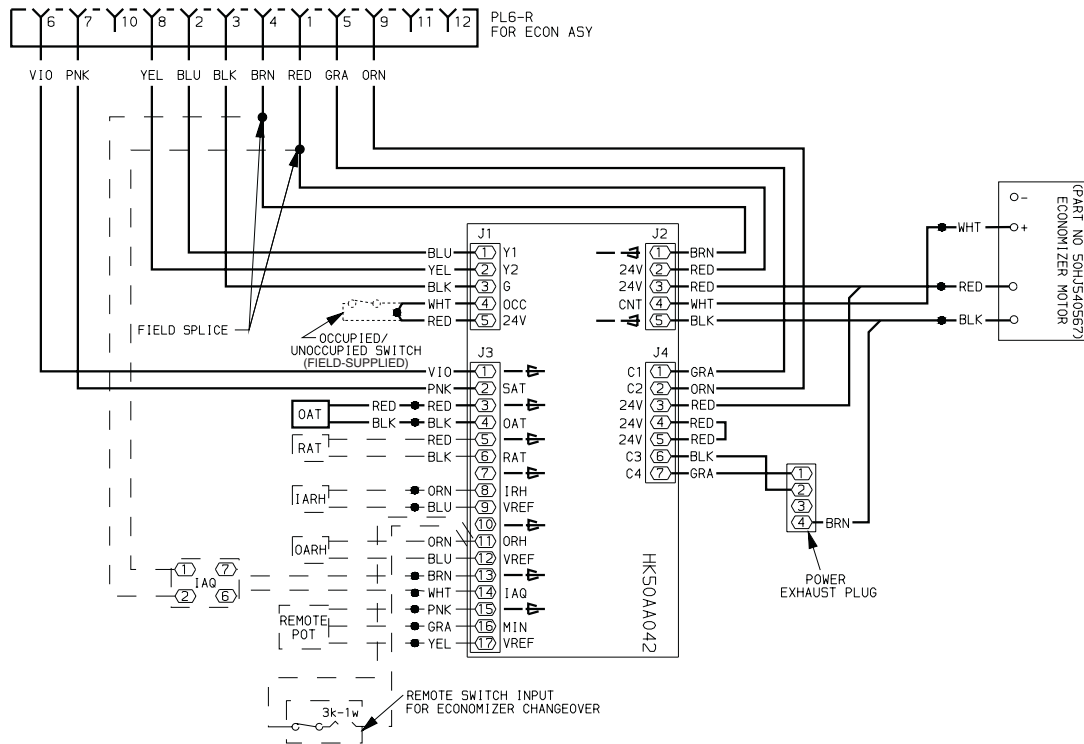 6 7 10 8 2 3 4 1 5 9 11 12
PL6-R
FOR ECON ASY
VIO PNK YEL BLU BLK BRN RED GRA ORN
(PART NO 50HJ540567)
ECONOMIZER MOTOR
-
+
WHT
RED
BLK
FIELD SPLICE
OCCUPIED/
UNOCCUPIED SWITCH
(FIELD-SUPPLIED)
J1
BLU 1 Y1
YEL 2 Y2
BLK 3 G
WHT 4 OCC
RED 5 24V
J2
1 BRN
24V 2 RED
24V 3 RED
CNT 4 WHT
5 BLK
J3
VIO 1
PNK 2 SAT
OAT
RED RED 3
BLK BLK 4 OAT
RAT
RED 5
BLK 6 RAT
7
IARH
ORN 8 IRH
BLU 9 VREF
10
OARH
ORN 11 ORH
BLU 12 VREF
BRN 13
WHT 14 IAQ
PNK 15
GRA 16 MIN
YEL 17 VREF
J4
C1 1 GRA
C2 2 ORN
24V 3 RED
24V 4 RED
24V 5 RED
C3 6 BLK
C4 7 GRA
HK50AA042
1
2
3
4 BRN
POWER
EXHAUST PLUG
1 7
IAQ
2 6
REMOTE
POT
3k-1w
REMOTE SWITCH INPUT
FOR ECONOMIZER CHANGEOVER